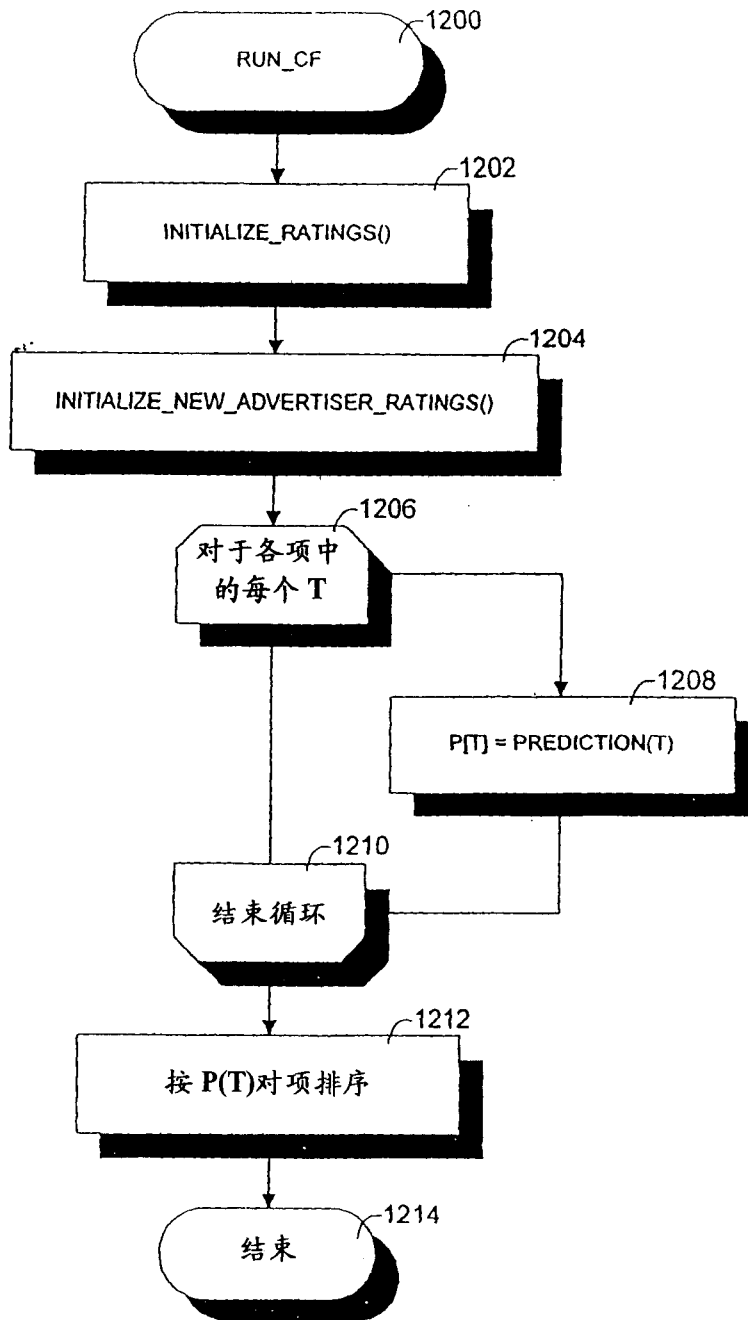 1200
RUN_CF
1202
INITIALIZE_RATINGS()
1204
INITIALIZE_NEW_ADVERTISER_RATINGS()
1206
对于各项中
的每个 T
1208
P[T] = PREDICTION(T)
1210
结束循环
1212
按 P(T)对项排序
1214
结束